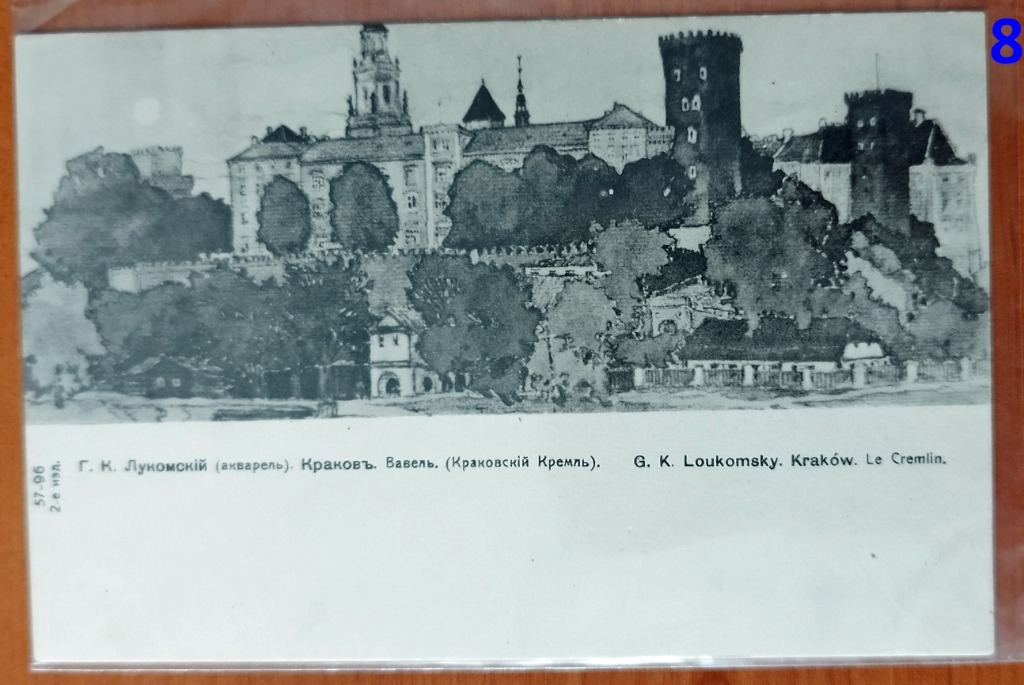 8
Г. К. Лукомскій (акварель). Краковъ. Вавель. (Краковскій Кремль). G. K. Loukomsky. Kraków. Le Cremlin.
57-96
2-е изд.